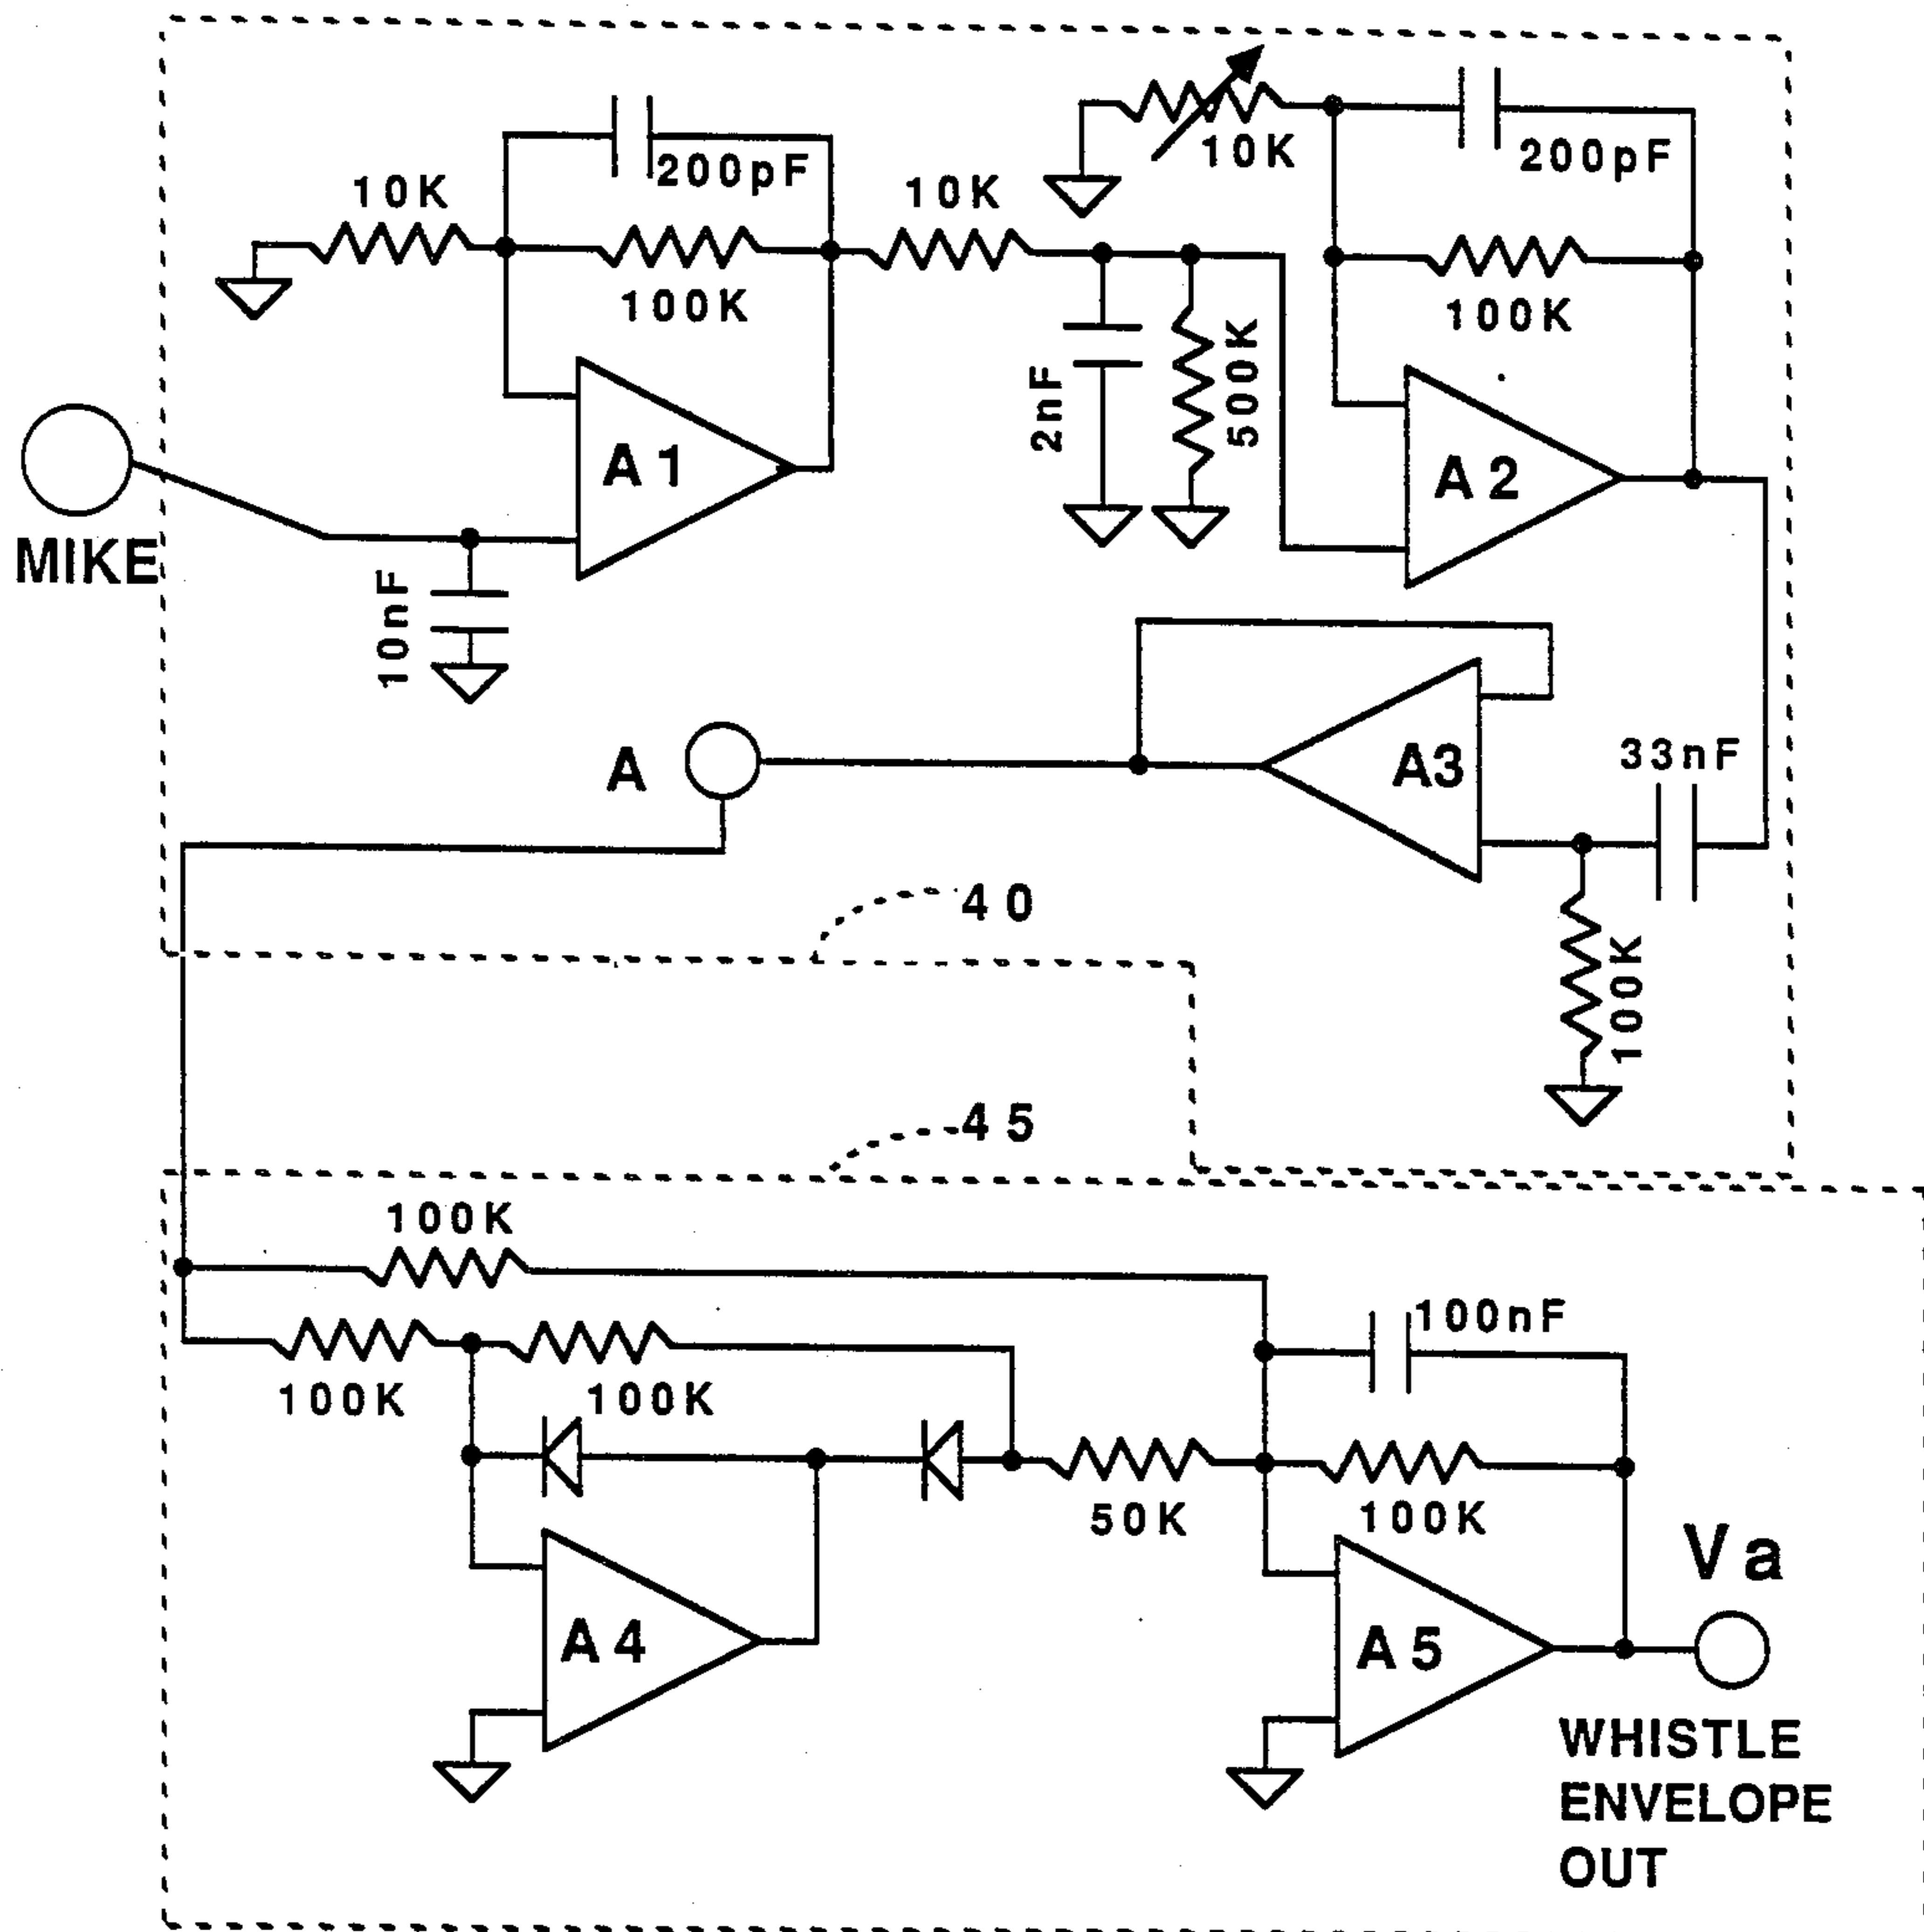 10K
200pF
10K
10K
200pF
100K
100K
2nF
500K
A1
A2
MIKE
10nF
A
A3
33nF
40
100K
45
100K
100nF
100K
100K
50K
100K
Va
A4
A5
WHISTLE
ENVELOPE
OUT